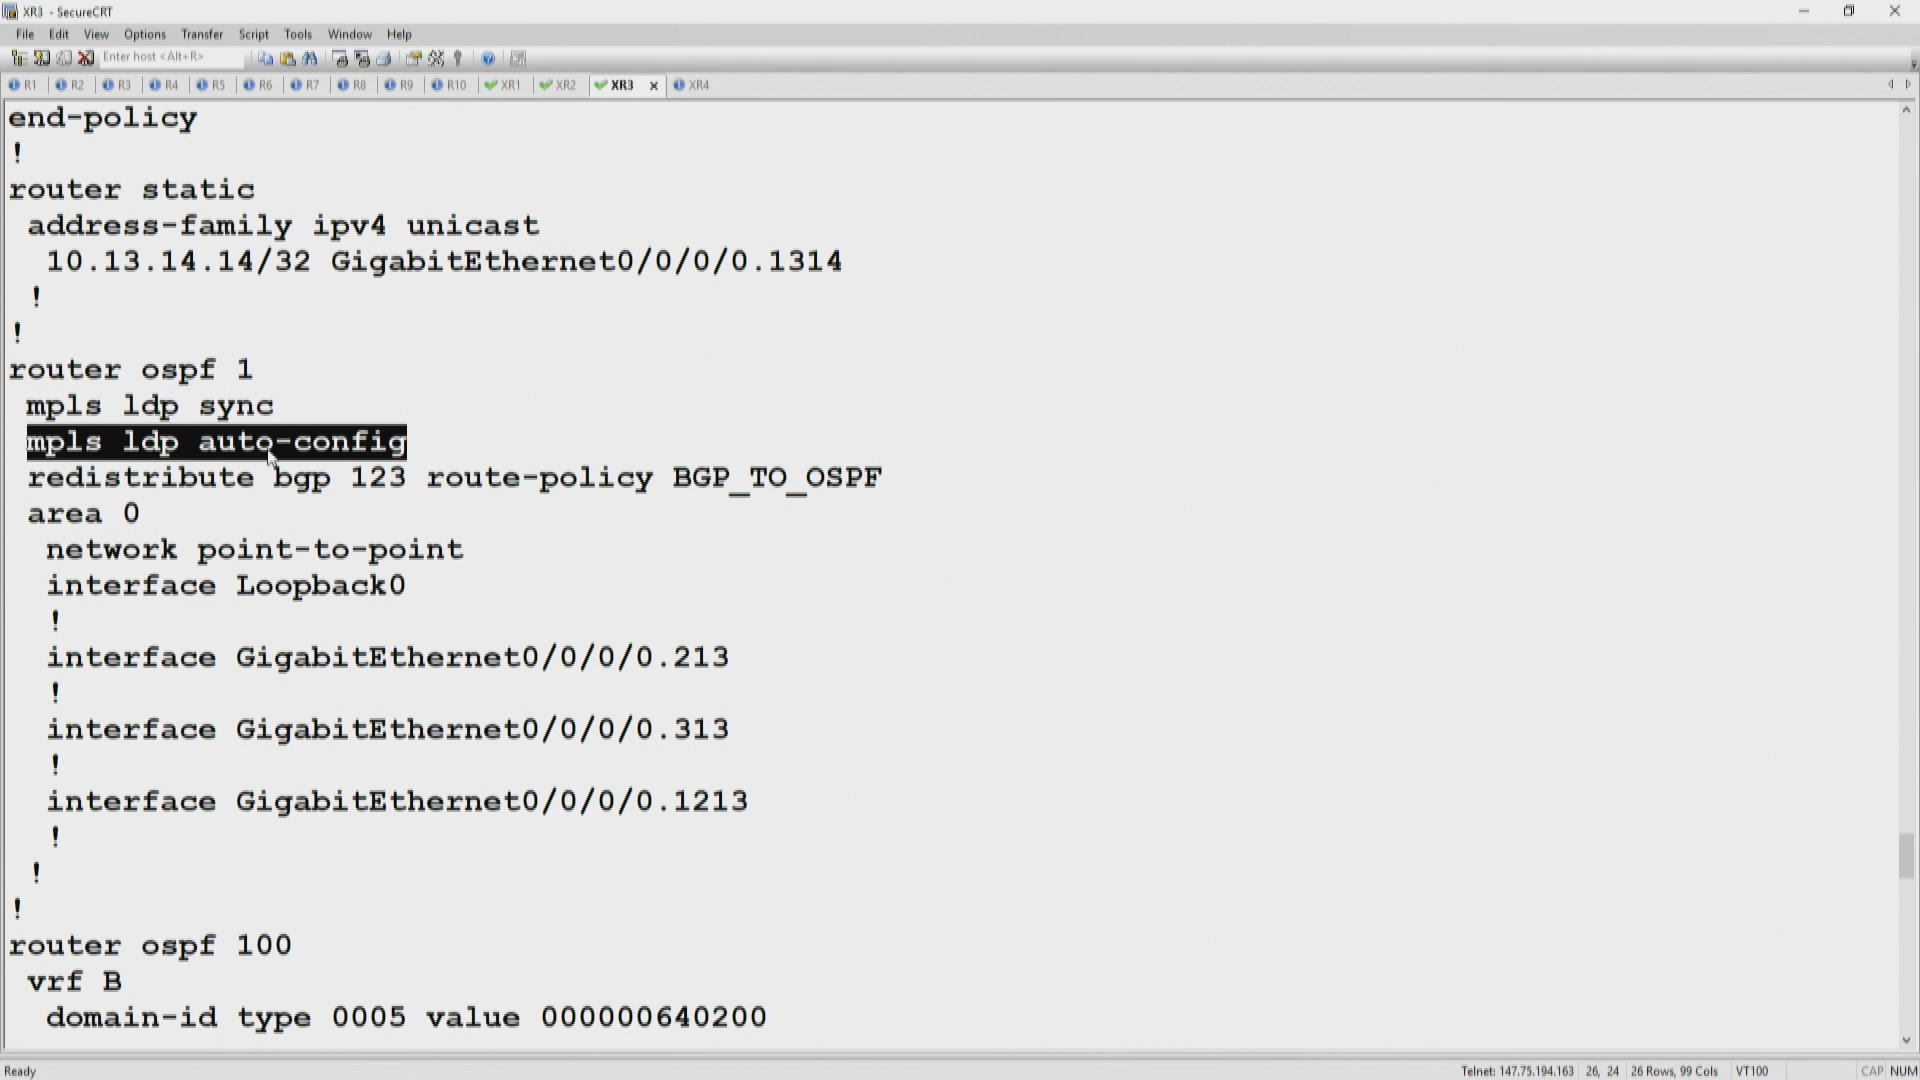 XR3 - SecureCRT
File Edit View Options Transfer Script Tools Window Help
Enter host <Alt+R>
R1 R2 R3 R4 R5 R6 R7 R8 R9 R10 XR1 XR2 XR3 XR4
end-policy
!
router static
address-family ipv4 unicast
10.13.14.14/32 GigabitEthernet0/0/0/0.1314
!
!
router ospf 1
mpls ldp sync
mpls ldp auto-config
redistribute bgp 123 route-policy BGP_TO_OSPF
area 0
network point-to-point
interface Loopback0
!
interface GigabitEthernet0/0/0/0.213
!
interface GigabitEthernet0/0/0/0.313
!
interface GigabitEthernet0/0/0/0.1213
!
!
!
router ospf 100
vrf B
domain-id type 0005 value 000000640200
Ready Telnet: 147.75.194.163 26, 24 26 Rows, 99 Cols VT100 CAP NUM